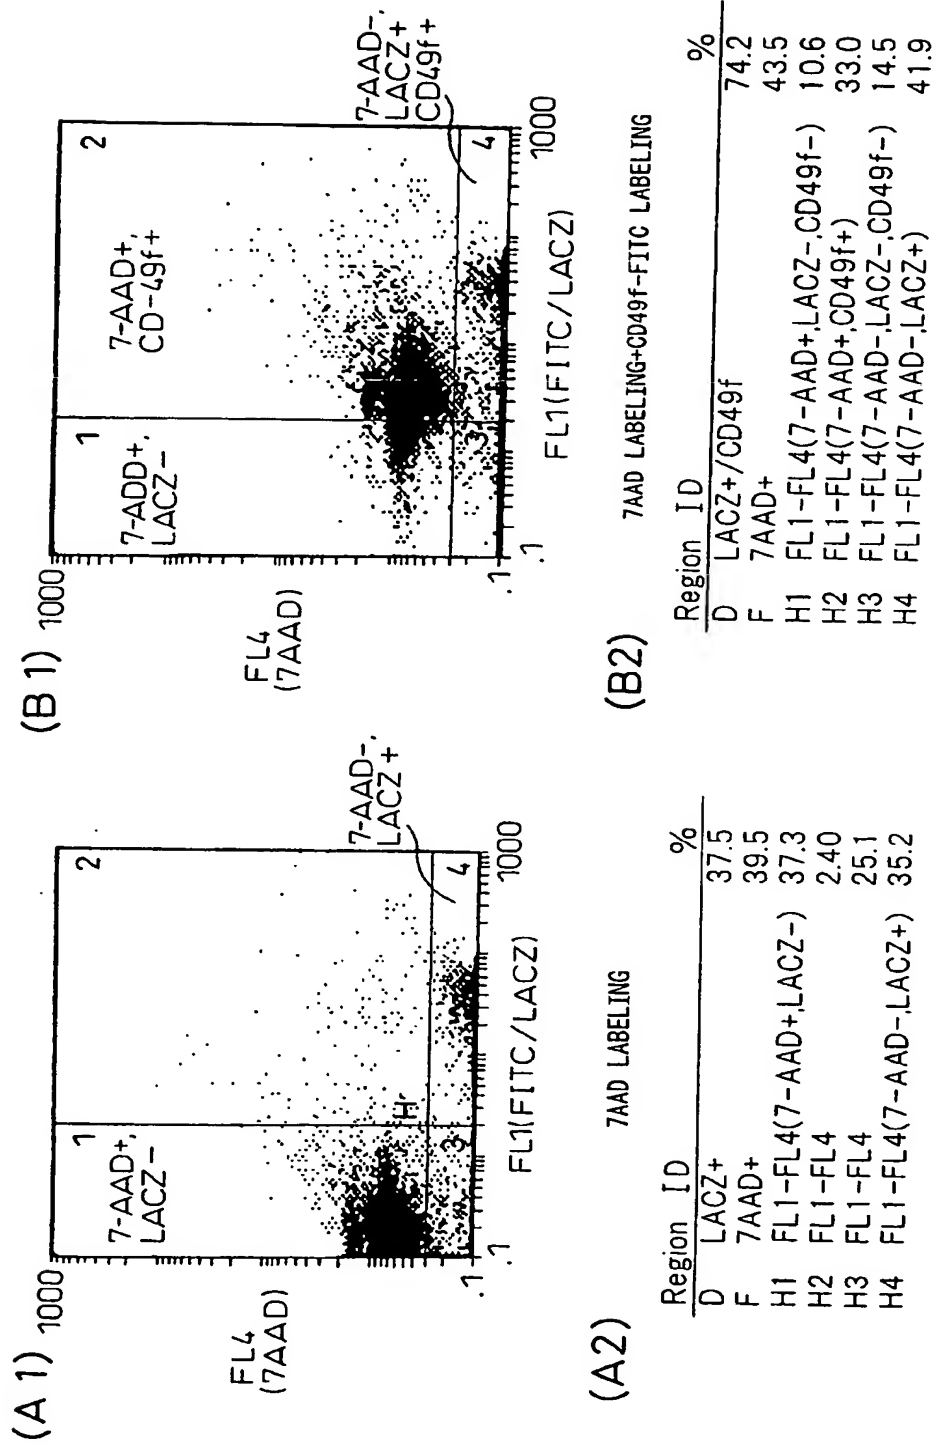 (A 1)
1000
FL4
(7AAD)
.1
1
7-AAD+,
LACZ-
2
H
3
4
7-AAD-,
LACZ+
.1
1000
FL1(FITC/LACZ)
(A2)
7AAD LABELING
Region ID %
D LACZ+ 37.5
F 7AAD+ 39.5
H1 FL1-FL4(7-AAD+,LACZ-) 37.3
H2 FL1-FL4 2.40
H3 FL1-FL4 25.1
H4 FL1-FL4(7-AAD-,LACZ+) 35.2
(B 1)
1000
FL4
(7AAD)
.1
1
7-ADD+,
LACZ-
2
7-AAD+,
CD-49f+
3
4
7-AAD-,
LACZ+
CD49f+
.1
1000
FL1(FITC/LACZ)
(B2)
7AAD LABELING+CD49f-FITC LABELING
Region ID %
D LACZ+/CD49f 74.2
F 7AAD+ 43.5
H1 FL1-FL4(7-AAD+,LACZ-,CD49f-) 10.6
H2 FL1-FL4(7-AAD+,CD49f+) 33.0
H3 FL1-FL4(7-AAD-,LACZ-,CD49f-) 14.5
H4 FL1-FL4(7-AAD-,LACZ+) 41.9